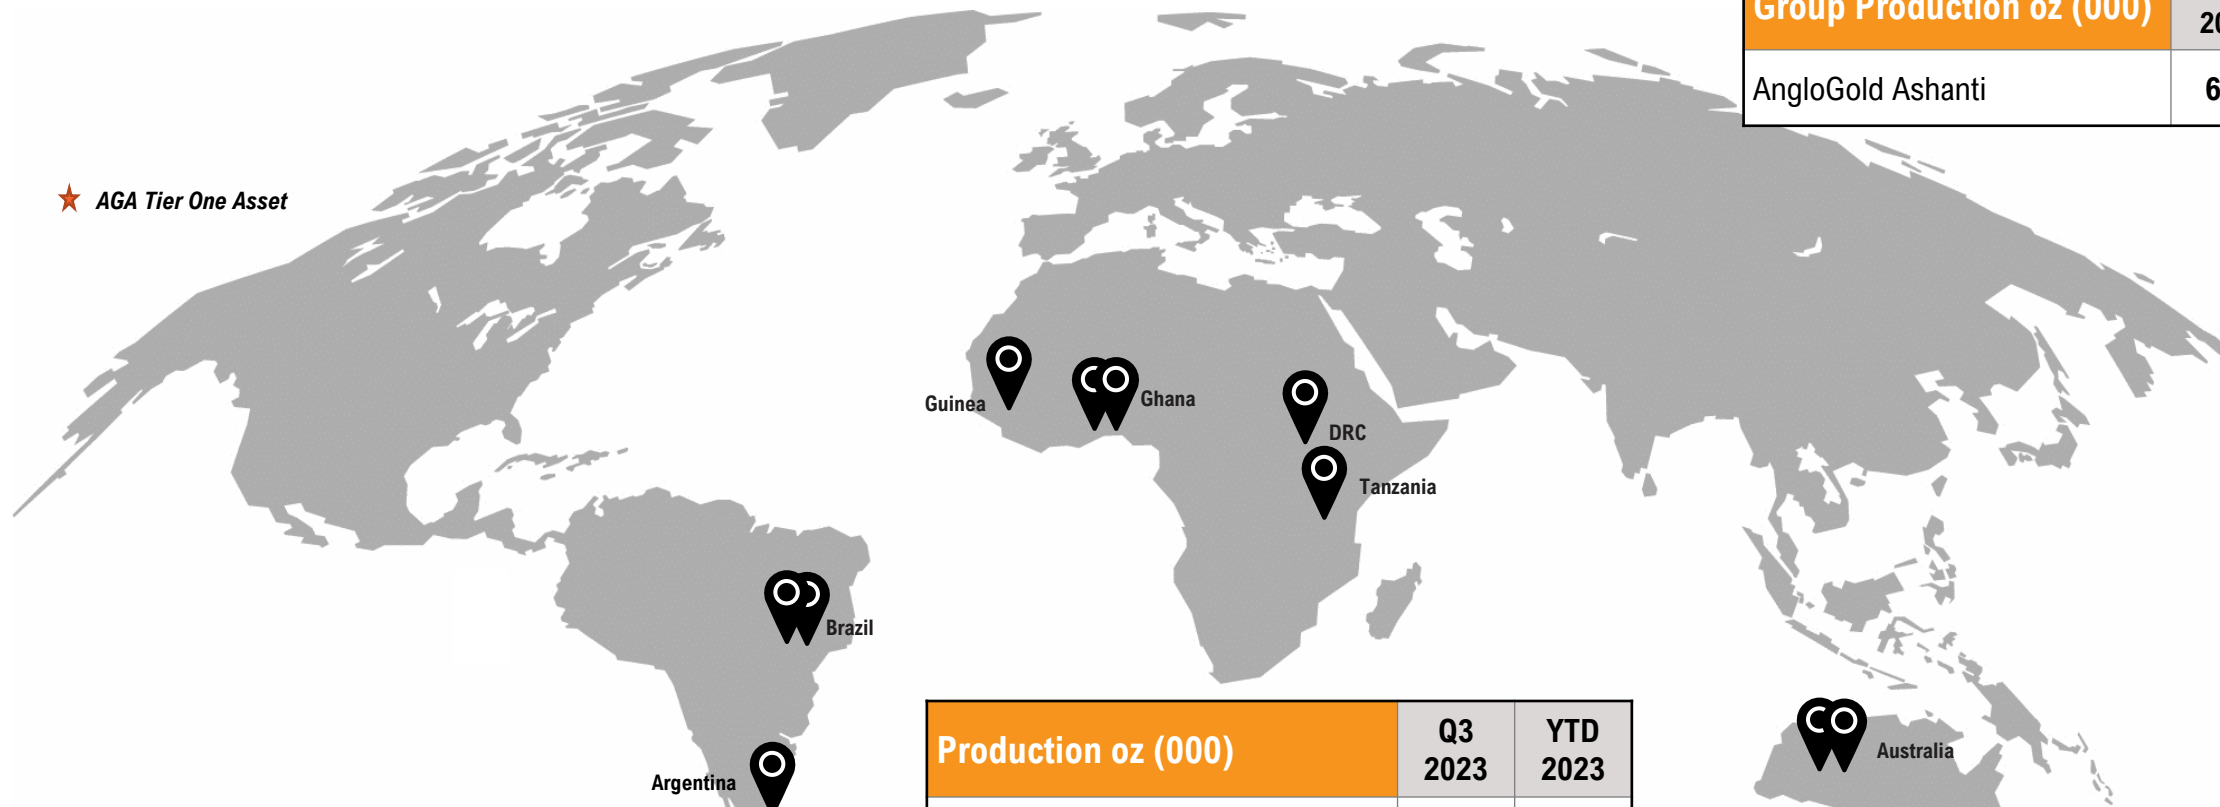 Group Production oz (000)
AngloGold Ashanti
AGA Tier One Asset
Guinea
Ghana
DRC
Tanzania
Brazil
Argentina
Australia
Production oz (000)
Q3
2023
YTD
2023